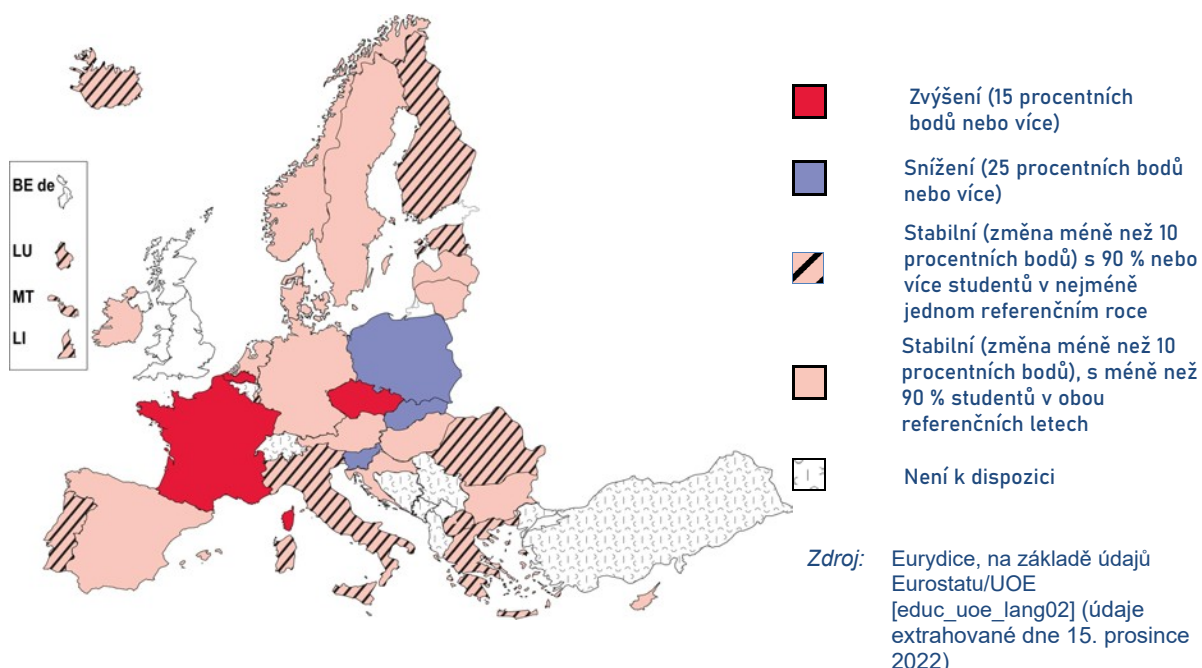 BE de
LU
MT
LI
Zvýšení (15 procentních
bodů nebo více)
Snížení (25 procentních bodů
nebo více)
Stabilní (změna méně než 10
procentních bodů) s 90 % nebo
více studentů v nejméně
jednom referenčním roce
Stabilní (změna méně než 10
procentních bodů), s méně než
90 % studentů v obou
referenčních letech
Není k dispozici
Zdroj: Eurydice, na základě údajů
Eurostatu/UOE
[educ_uoe_lang02] (údaje
extrahované dne 15. prosince
2022)